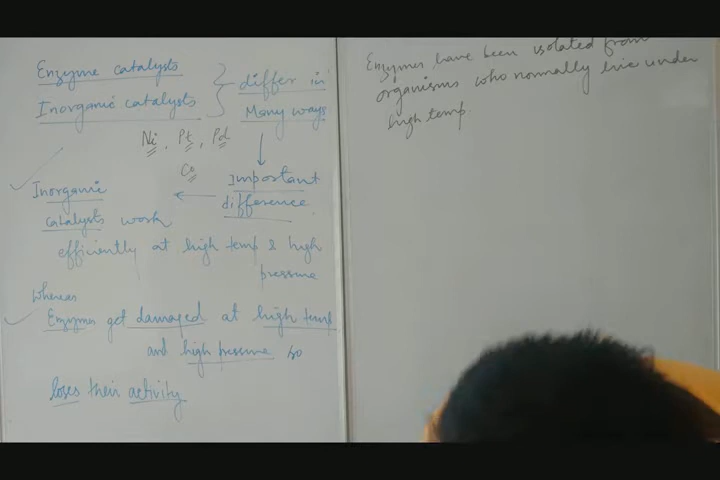 Enzyme catalysts
Inorganic catalysts
differ in
Many ways
Ni, Pt, Pd
Co
Important
difference
Inorganic
catalysts work
efficiently at high temp & high
pressure
Whereas
Enzymes get damaged at high temp
and high pressure so
loses their activity
Enzymes have been isolated from
organisms who normally live under
high temp.